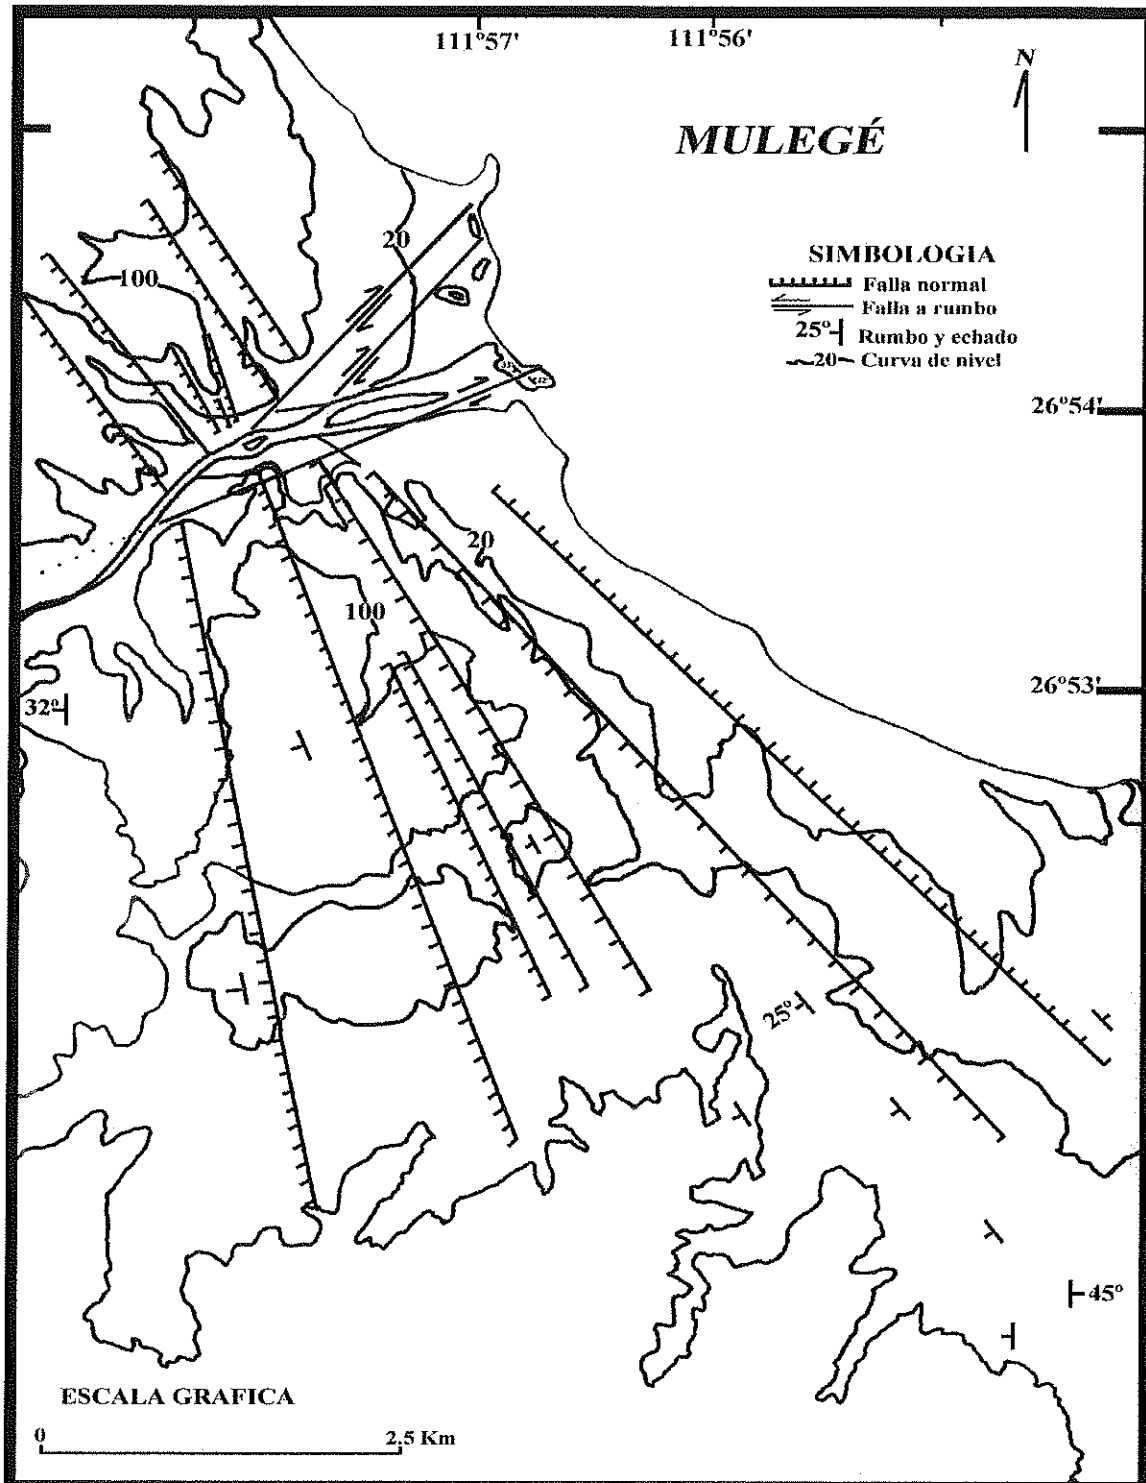 111°57' 111°56'
N
MULEGÉ
20
100
SIMBOLOGIA
Falla normal
Falla a rumbo
25° Rumbo y echado
20 Curva de nivel
26°54'
20
100
26°53'
32°
25°
45°
ESCALA GRAFICA
0 2.5 Km